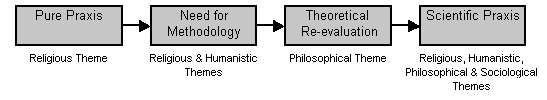 Pure Praxis
Need for
Methodology
Theoretical
Re-evaluation
Scientific Praxis
Religious Theme
Religious & Humanistic
Themes
Philosophical Theme
Religious, Humanistic,
Philosophical & Sociological
Themes